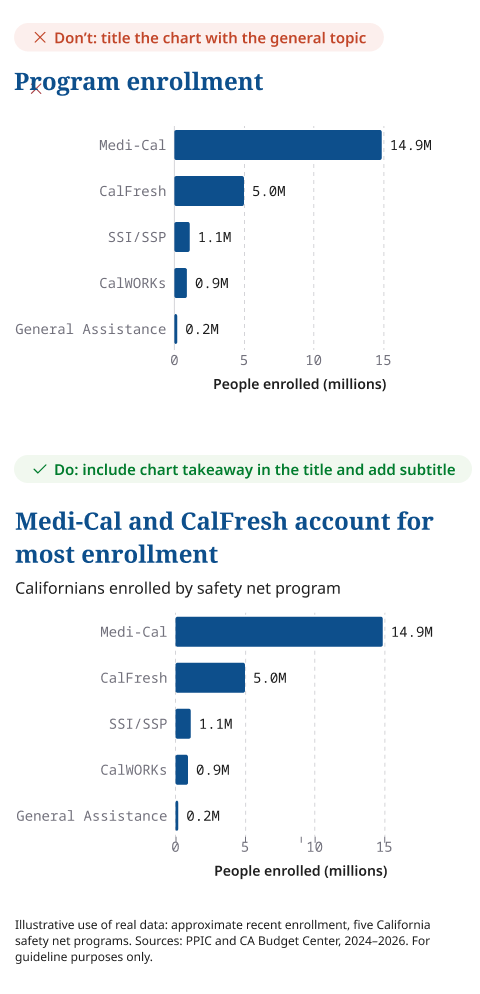 Don't: title the chart with the general topic
Program enrollment
Medi-Cal 14.9M
CalFresh 5.0M
SSI/SSP 1.1M
CalWORKs 0.9M
General Assistance 0.2M
0 5 10 15
People enrolled (millions)
Do: include chart takeaway in the title and add subtitle
Medi-Cal and CalFresh account for
most enrollment
Californians enrolled by safety net program
Medi-Cal 14.9M
CalFresh 5.0M
SSI/SSP 1.1M
CalWORKs 0.9M
General Assistance 0.2M
0 5 10 15
People enrolled (millions)
Illustrative use of real data: approximate recent enrollment, five California
safety net programs. Sources: PPIC and CA Budget Center, 2024–2026. For
guideline purposes only.